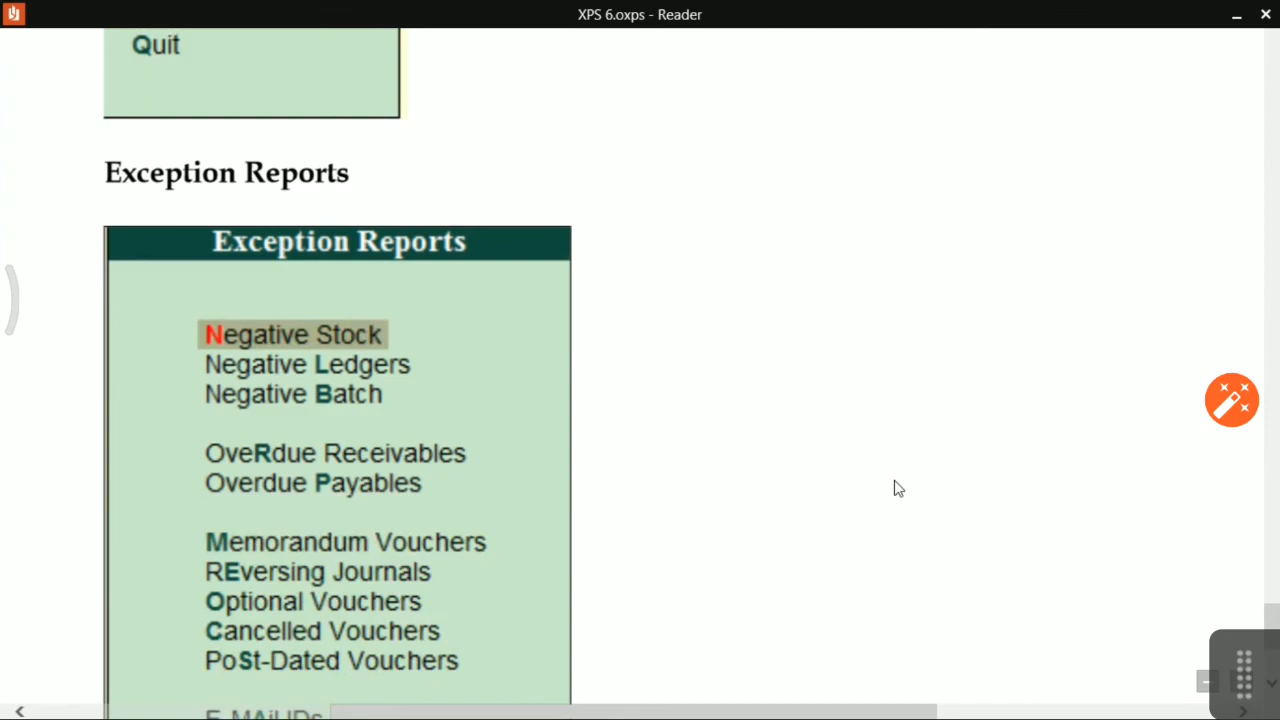 XPS 6.oxps - Reader
Quit
Exception Reports
Exception Reports
Negative Stock
Negative Ledgers
Negative Batch
OveRdue Receivables
Overdue Payables
Memorandum Vouchers
REversing Journals
Optional Vouchers
Cancelled Vouchers
PoSt-Dated Vouchers